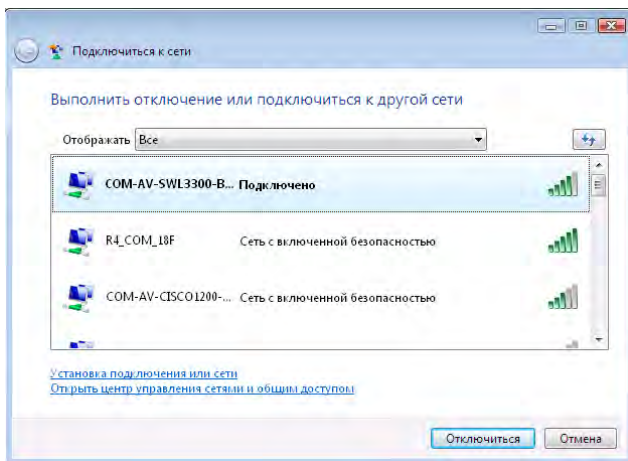 Подключиться к сети
Выполнить отключение или подключиться к другой сети
Отображать Все
COM-AV-SWL3300-B... Подключено
R4_COM_18F Сеть с включенной безопасностью
COM-AV-CISCO1200-... Сеть с включенной безопасностью
Установка подключения или сети
Открыть центр управления сетями и общим доступом
Отключиться Отмена